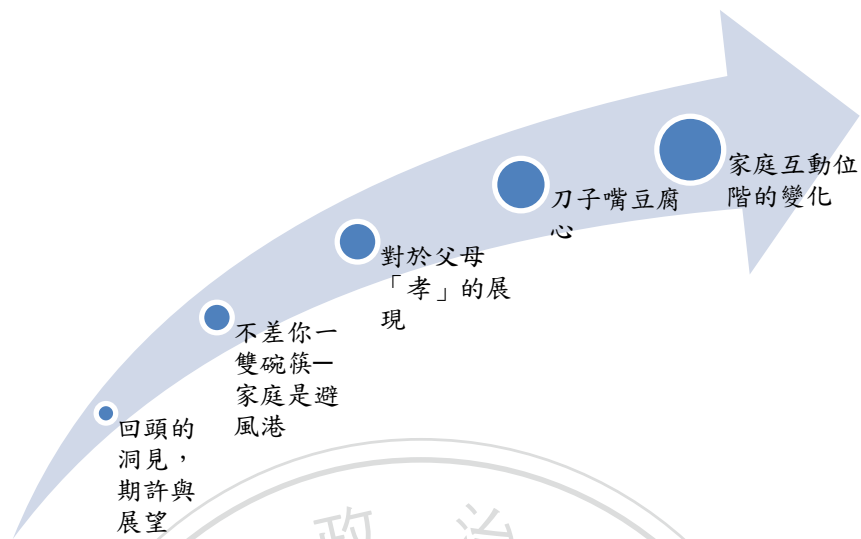 家庭互動位
階的變化
刀子嘴豆腐
心
對於父母
「孝」的展
現
不差你一
雙碗筷─
家庭是避
風港
回頭的
洞見，
期許與
展望
政治